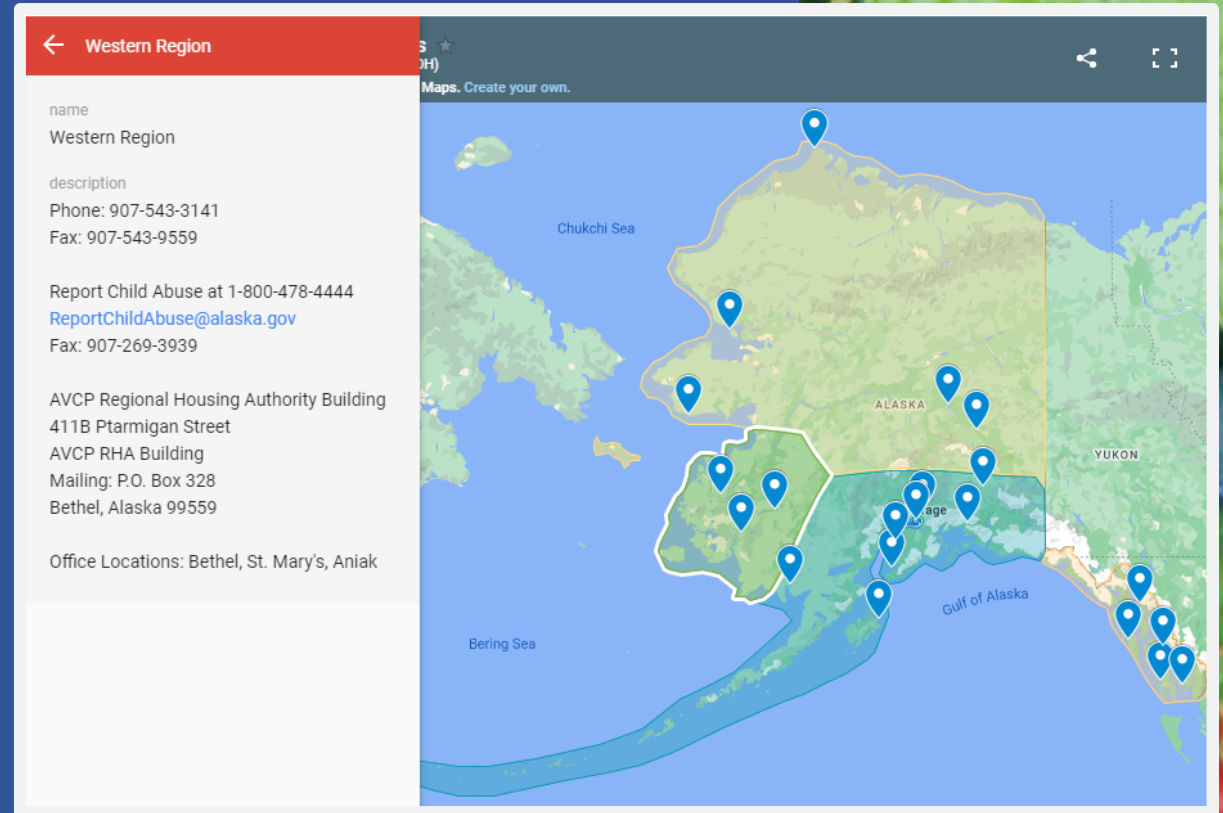 Western Region
S
OH)
Maps. Create your own.
name
Western Region
description
Phone: 907-543-3141
Fax: 907-543-9559
Report Child Abuse at 1-800-478-4444
ReportChildAbuse@alaska.gov
Fax: 907-269-3939
AVCP Regional Housing Authority Building
411B Ptarmigan Street
AVCP RHA Building
Mailing: P.O. Box 328
Bethel, Alaska 99559
Office Locations: Bethel, St. Mary's, Aniak
Chukchi Sea
ALASKA
YUKON
age
Gulf of Alaska
Bering Sea